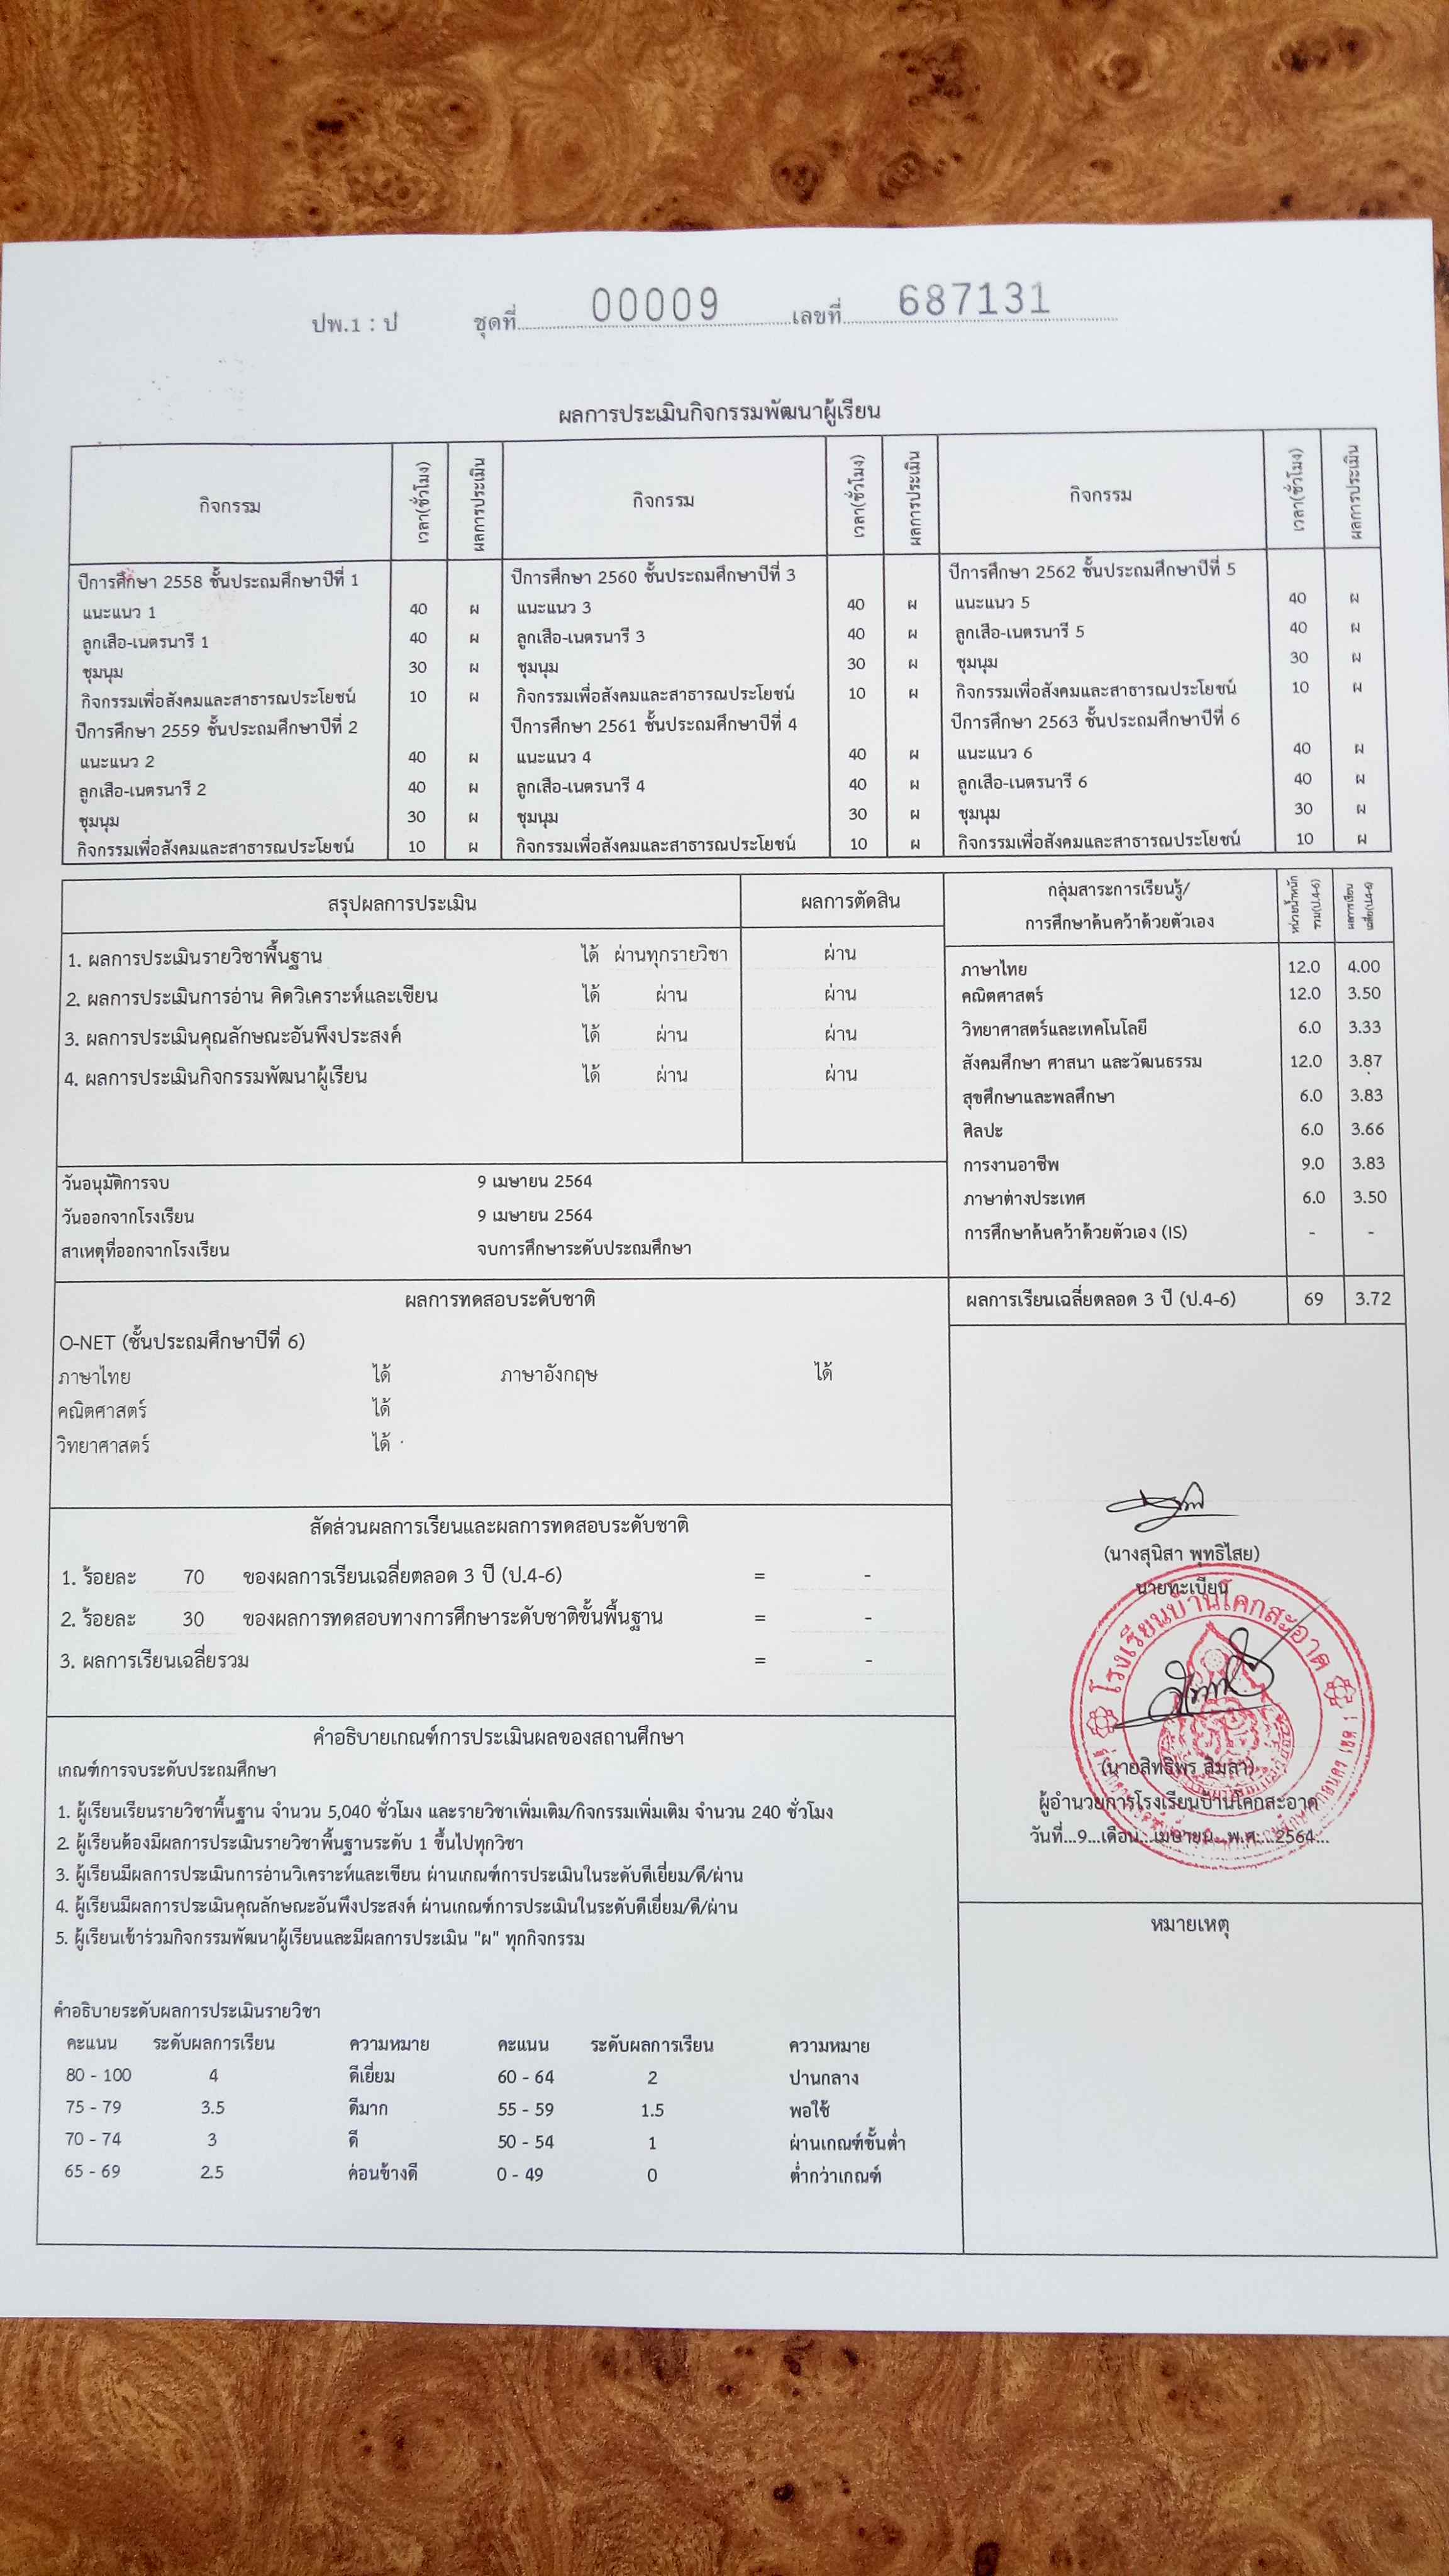 ปพ.1 : ป ชุดที่ 00009 เลขที่ 687131
ผลการประเมินกิจกรรมพัฒนาผู้เรียน
กิจกรรม เวลา(ชั่วโมง) ผลการประเมิน กิจกรรม เวลา(ชั่วโมง) ผลการประเมิน กิจกรรม เวลา(ชั่วโมง) ผลการประเมิน
ปีการศึกษา 2558 ชั้นประถมศึกษาปีที่ 1 ปีการศึกษา 2560 ชั้นประถมศึกษาปีที่ 3 ปีการศึกษา 2562 ชั้นประถมศึกษาปีที่ 5
แนะแนว 1 40 ผ แนะแนว 3 40 ผ แนะแนว 5 40 ผ
ลูกเสือ-เนตรนารี 1 40 ผ ลูกเสือ-เนตรนารี 3 40 ผ ลูกเสือ-เนตรนารี 5 40 ผ
ชุมนุม 30 ผ ชุมนุม 30 ผ ชุมนุม 30 ผ
กิจกรรมเพื่อสังคมและสาธารณประโยชน์ 10 ผ กิจกรรมเพื่อสังคมและสาธารณประโยชน์ 10 ผ กิจกรรมเพื่อสังคมและสาธารณประโยชน์ 10 ผ
ปีการศึกษา 2559 ชั้นประถมศึกษาปีที่ 2 ปีการศึกษา 2561 ชั้นประถมศึกษาปีที่ 4 ปีการศึกษา 2563 ชั้นประถมศึกษาปีที่ 6
แนะแนว 2 40 ผ แนะแนว 4 40 ผ แนะแนว 6 40 ผ
ลูกเสือ-เนตรนารี 2 40 ผ ลูกเสือ-เนตรนารี 4 40 ผ ลูกเสือ-เนตรนารี 6 40 ผ
ชุมนุม 30 ผ ชุมนุม 30 ผ ชุมนุม 30 ผ
กิจกรรมเพื่อสังคมและสาธารณประโยชน์ 10 ผ กิจกรรมเพื่อสังคมและสาธารณประโยชน์ 10 ผ กิจกรรมเพื่อสังคมและสาธารณประโยชน์ 10 ผ
สรุปผลการประเมิน ผลการตัดสิน
1. ผลการประเมินรายวิชาพื้นฐาน ได้ ผ่านทุกรายวิชา ผ่าน
2. ผลการประเมินการอ่าน คิดวิเคราะห์และเขียน ได้ ผ่าน ผ่าน
3. ผลการประเมินคุณลักษณะอันพึงประสงค์ ได้ ผ่าน ผ่าน
4. ผลการประเมินกิจกรรมพัฒนาผู้เรียน ได้ ผ่าน ผ่าน
วันอนุมัติการจบ 9 เมษายน 2564
วันออกจากโรงเรียน 9 เมษายน 2564
สาเหตุที่ออกจากโรงเรียน จบการศึกษาระดับประถมศึกษา
กลุ่มสาระการเรียนรู้/
การศึกษาค้นคว้าด้วยตัวเอง
หน่วยน้ำหนัก
รวม(ป.4-6)
ผลการเรียน
เฉลี่ย(ป.4-6)
ภาษาไทย 12.0 4.00
คณิตศาสตร์ 12.0 3.50
วิทยาศาสตร์และเทคโนโลยี 6.0 3.33
สังคมศึกษา ศาสนา และวัฒนธรรม 12.0 3.87
สุขศึกษาและพลศึกษา 6.0 3.83
ศิลปะ 6.0 3.66
การงานอาชีพ 9.0 3.83
ภาษาต่างประเทศ 6.0 3.50
การศึกษาค้นคว้าด้วยตัวเอง (IS) - -
ผลการเรียนเฉลี่ยตลอด 3 ปี (ป.4-6) 69 3.72
ผลการทดสอบระดับชาติ
O-NET (ชั้นประถมศึกษาปีที่ 6)
ภาษาไทย ได้ ภาษาอังกฤษ ได้
คณิตศาสตร์ ได้
วิทยาศาสตร์ ได้
สัดส่วนผลการเรียนและผลการทดสอบระดับชาติ
1. ร้อยละ 70 ของผลการเรียนเฉลี่ยตลอด 3 ปี (ป.4-6) = -
2. ร้อยละ 30 ของผลการทดสอบทางการศึกษาระดับชาติขั้นพื้นฐาน = -
3. ผลการเรียนเฉลี่ยรวม = -
(นางสุนิสา พุทธิไสย)
นายทะเบียน
โรงเรียนบ้านโคกสะอาด
(นายสิทธิพร สิมลา)
ผู้อำนวยการโรงเรียนบ้านโคกสะอาด
วันที่...9...เดือน...เมษายน...พ.ศ....2564...
หมายเหตุ
คำอธิบายเกณฑ์การประเมินผลของสถานศึกษา
เกณฑ์การจบระดับประถมศึกษา
1. ผู้เรียนเรียนรายวิชาพื้นฐาน จำนวน 5,040 ชั่วโมง และรายวิชาเพิ่มเติม/กิจกรรมเพิ่มเติม จำนวน 240 ชั่วโมง
2. ผู้เรียนต้องมีผลการประเมินรายวิชาพื้นฐานระดับ 1 ขึ้นไปทุกวิชา
3. ผู้เรียนมีผลการประเมินการอ่านวิเคราะห์และเขียน ผ่านเกณฑ์การประเมินในระดับดีเยี่ยม/ดี/ผ่าน
4. ผู้เรียนมีผลการประเมินคุณลักษณะอันพึงประสงค์ ผ่านเกณฑ์การประเมินในระดับดีเยี่ยม/ดี/ผ่าน
5. ผู้เรียนเข้าร่วมกิจกรรมพัฒนาผู้เรียนและมีผลการประเมิน "ผ" ทุกกิจกรรม
คำอธิบายระดับผลการประเมินรายวิชา
คะแนน ระดับผลการเรียน ความหมาย คะแนน ระดับผลการเรียน ความหมาย
80 - 100 4 ดีเยี่ยม 60 - 64 2 ปานกลาง
75 - 79 3.5 ดีมาก 55 - 59 1.5 พอใช้
70 - 74 3 ดี 50 - 54 1 ผ่านเกณฑ์ขั้นต่ำ
65 - 69 2.5 ค่อนข้างดี 0 - 49 0 ต่ำกว่าเกณฑ์